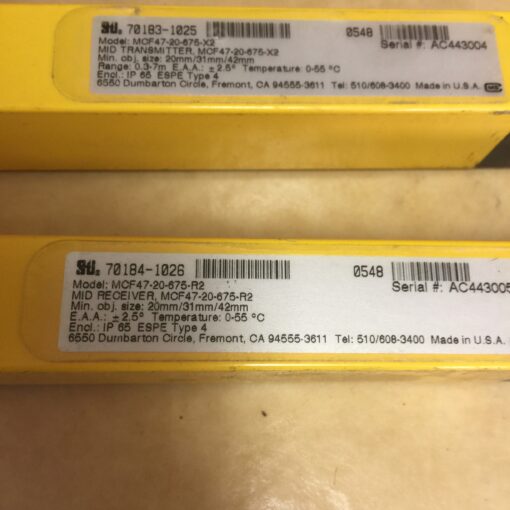 STI. 70183-1025 0548 Serial #: AC443004
Model: MCF47-20-675-X2
MID TRANSMITTER, MCF47-20-675-X2
Min. obj. size: 20mm/31mm/42mm
Range: 0.3-7m E.A.A.: ± 2.5° Temperature: 0-55 °C
Encl.: IP 65 ESPE Type 4
6550 Dumbarton Circle, Fremont, CA 94555-3611 Tel: 510/608-3400 Made in U.S.A.
STI. 70184-1026 0548 Serial #: AC443005
Model: MCF47-20-675-R2
MID RECEIVER, MCF47-20-675-R2
Min. obj. size: 20mm/31mm/42mm
E.A.A.: ± 2.5° Temperature: 0-55 °C
Encl.: IP 65 ESPE Type 4
6550 Dumbarton Circle, Fremont, CA 94555-3611 Tel: 510/608-3400 Made in U.S.A.